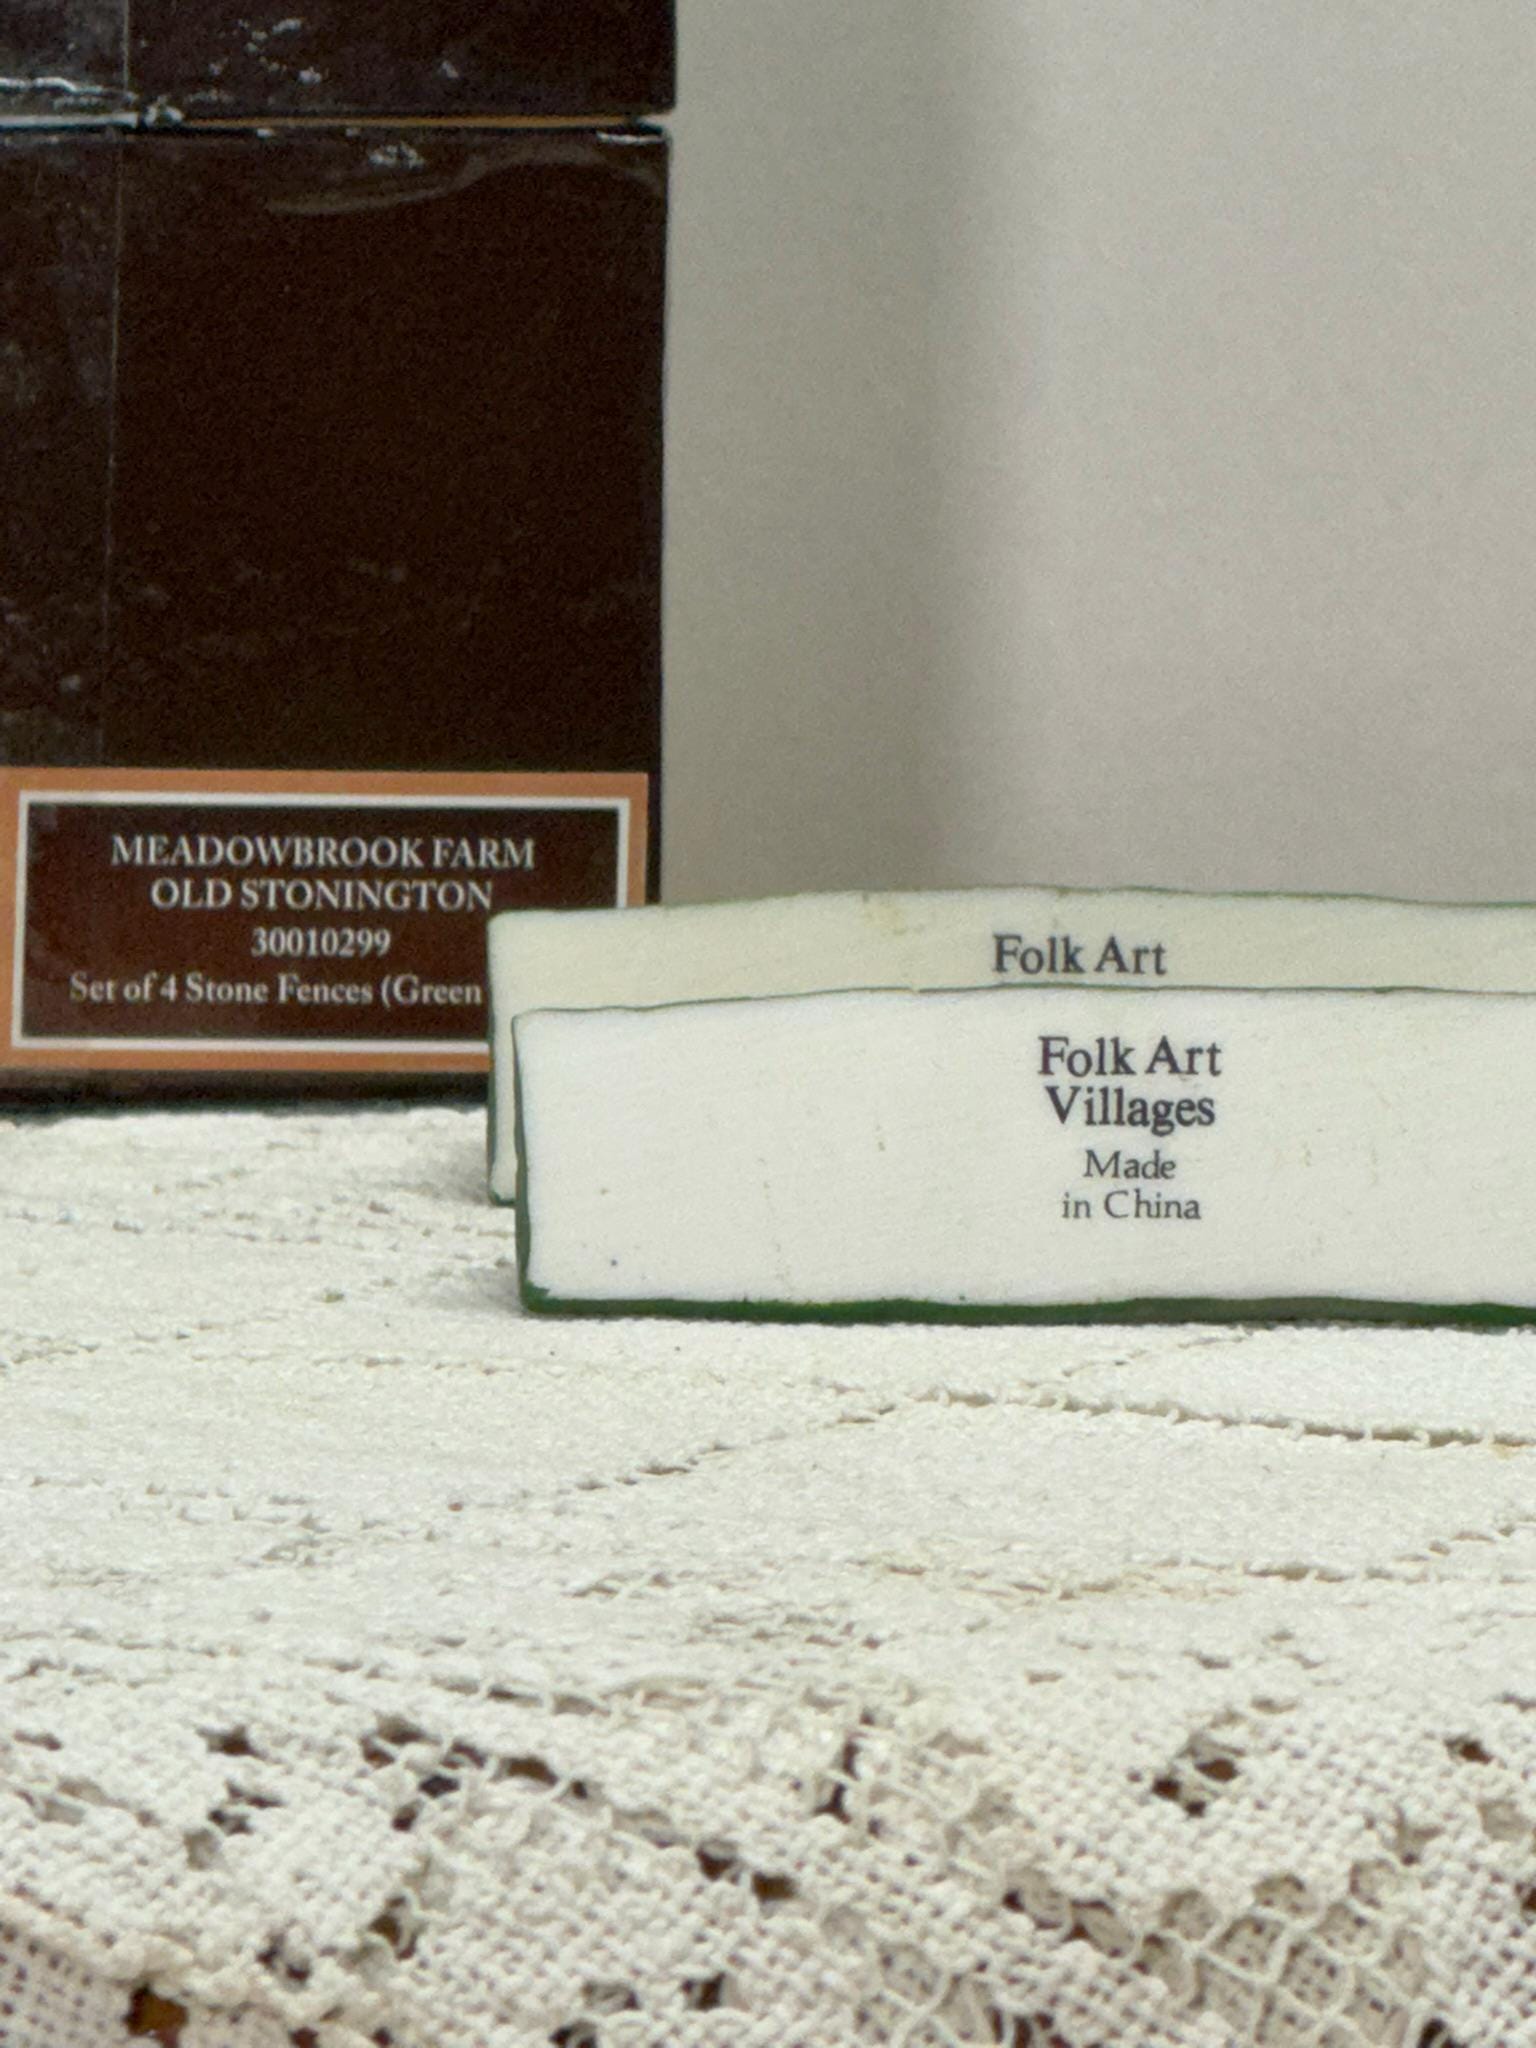 MEADOWBROOK FARM
OLD STONINGTON
30010299
Set of 4 Stone Fences (Green
Folk Art
Folk Art
Villages
Made
in China